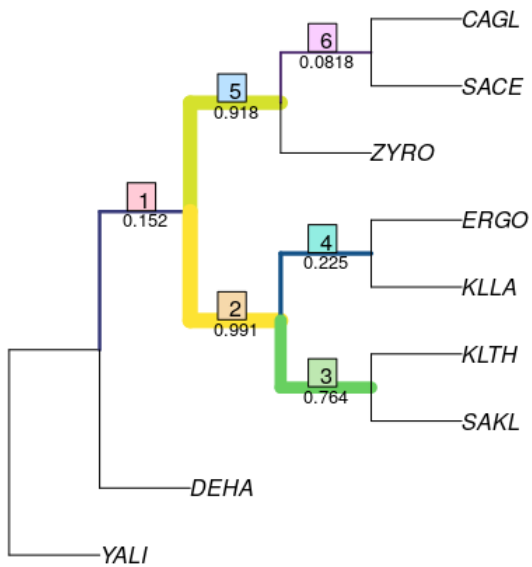 CAGL
6
0.0818
SACE
5
0.918
ZYRO
1
0.152
ERGO
4
0.225
KLLA
2
0.991
KLTH
3
0.764
SAKL
DEHA
YALI